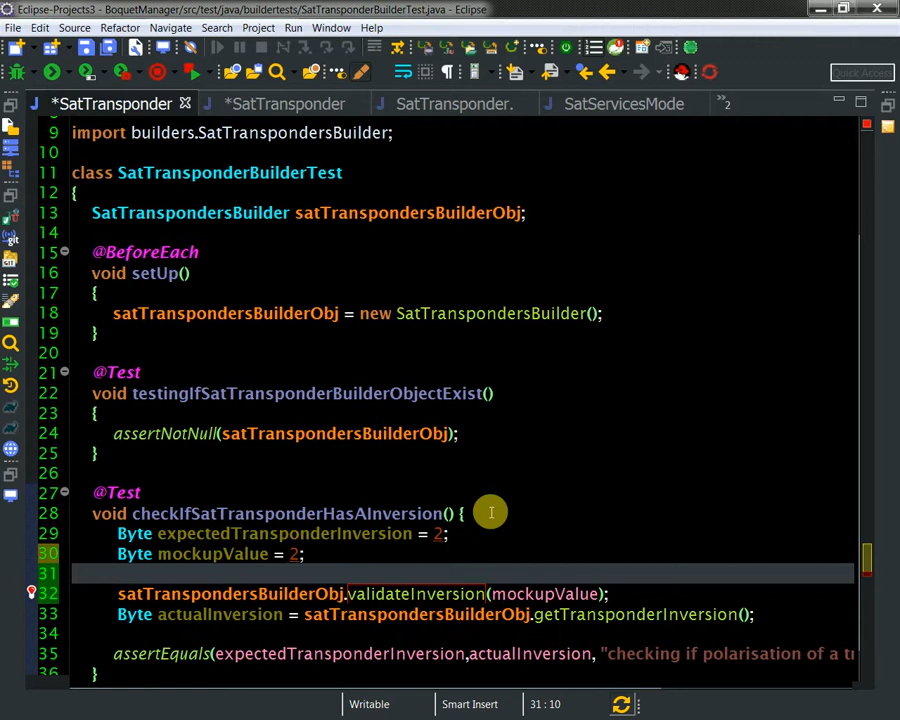 Eclipse-Projects3 - BoquetManager/src/test/java/buildertests/SatTransponderBuilderTest.java - Eclipse
File Edit Source Refactor Navigate Search Project Run Window Help
Quick Access
*SatTransponder *SatTransponder SatTransponder. SatServicesMode »2
9 import builders.SatTranspondersBuilder;
10
11 class SatTransponderBuilderTest
12 {
13 SatTranspondersBuilder satTranspondersBuilderObj;
14
15 @BeforeEach
16 void setUp()
17 {
18 satTranspondersBuilderObj = new SatTranspondersBuilder();
19 }
20
21 @Test
22 void testingIfSatTransponderBuilderObjectExist()
23 {
24 assertNotNull(satTranspondersBuilderObj);
25 }
26
27 @Test
28 void checkIfSatTransponderHasAInversion() {
29 Byte expectedTransponderInversion = 2;
30 Byte mockupValue = 2;
31
32 satTranspondersBuilderObj.validateInversion(mockupValue);
33 Byte actualInversion = satTranspondersBuilderObj.getTransponderInversion();
34
35 assertEquals(expectedTransponderInversion,actualInversion, "checking if polarisation of a tr
36 }
Writable Smart Insert 31 : 10